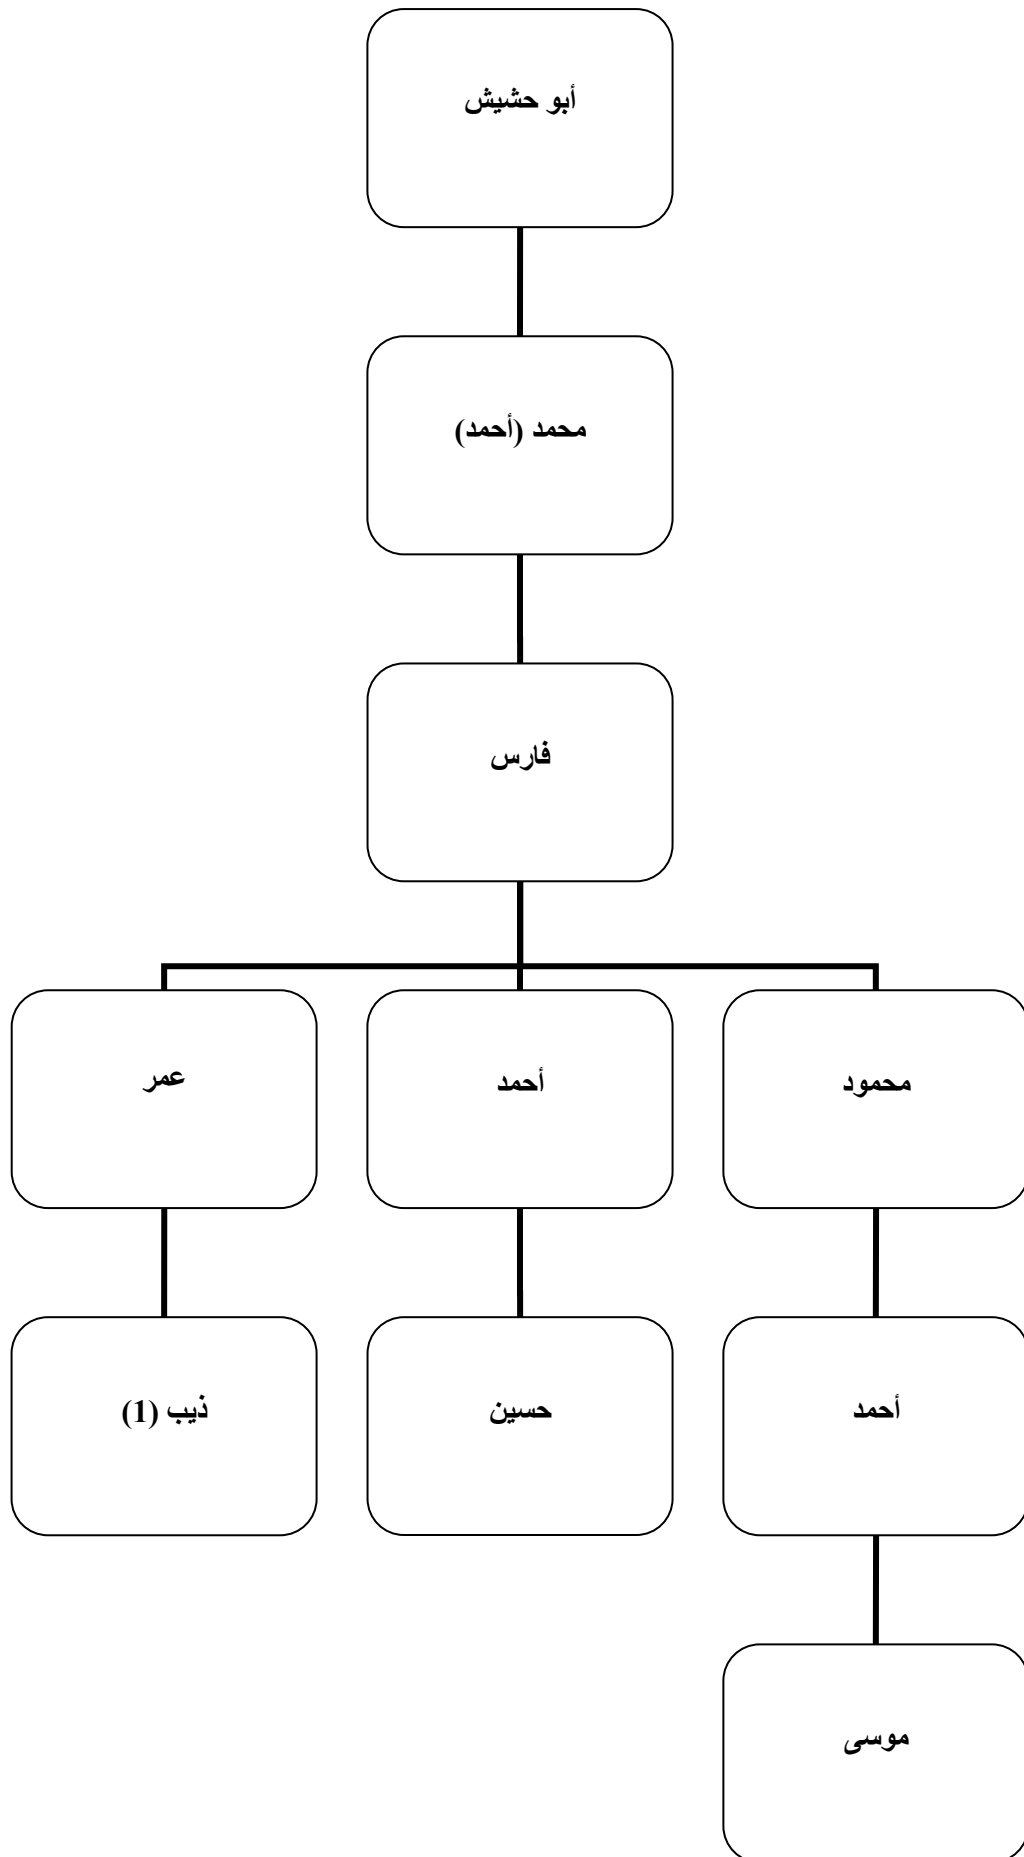 أبو حشيش
محمد (أحمد)
فارس
محمود
أحمد
عمر
أحمد
حسين
ذيب (1)
موسى